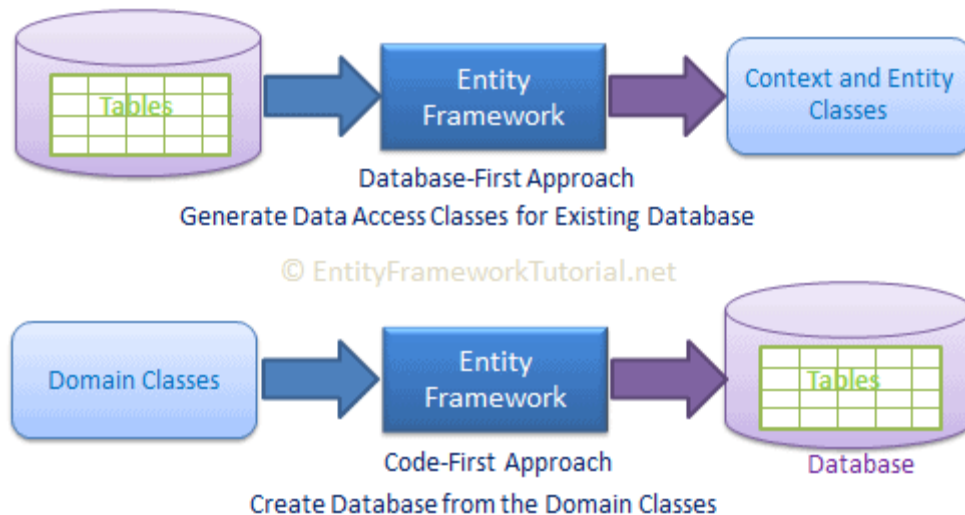 Tables
Entity
Framework
Context and Entity
Classes
Database-First Approach
Generate Data Access Classes for Existing Database
© EntityFrameworkTutorial.net
Domain Classes
Entity
Framework
Tables
Code-First Approach
Database
Create Database from the Domain Classes